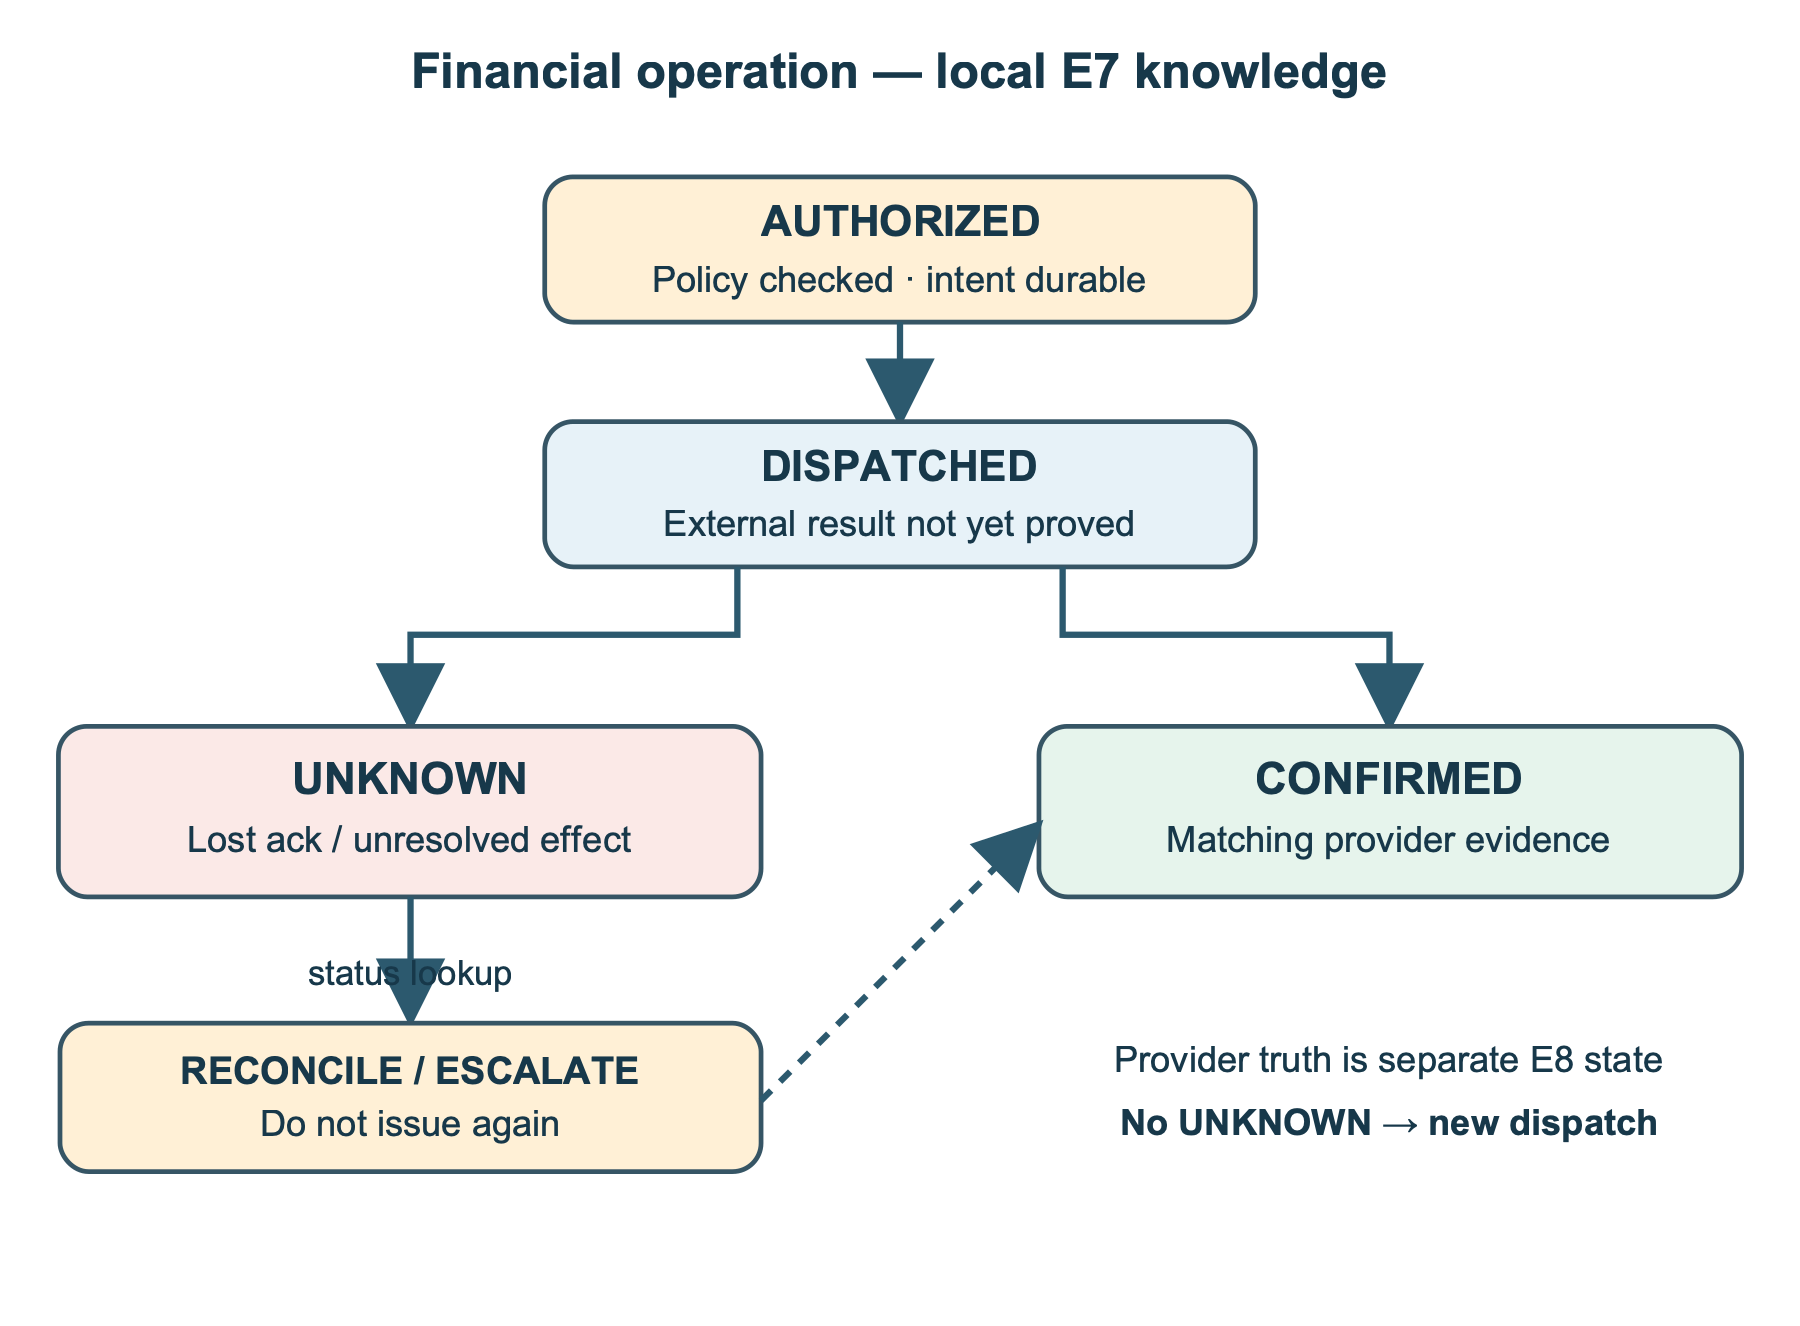 Financial operation — local E7 knowledge
AUTHORIZED
Policy checked · intent durable
DISPATCHED
External result not yet proved
UNKNOWN
Lost ack / unresolved effect
CONFIRMED
Matching provider evidence
status lookup
RECONCILE / ESCALATE
Do not issue again
Provider truth is separate E8 state
No UNKNOWN → new dispatch